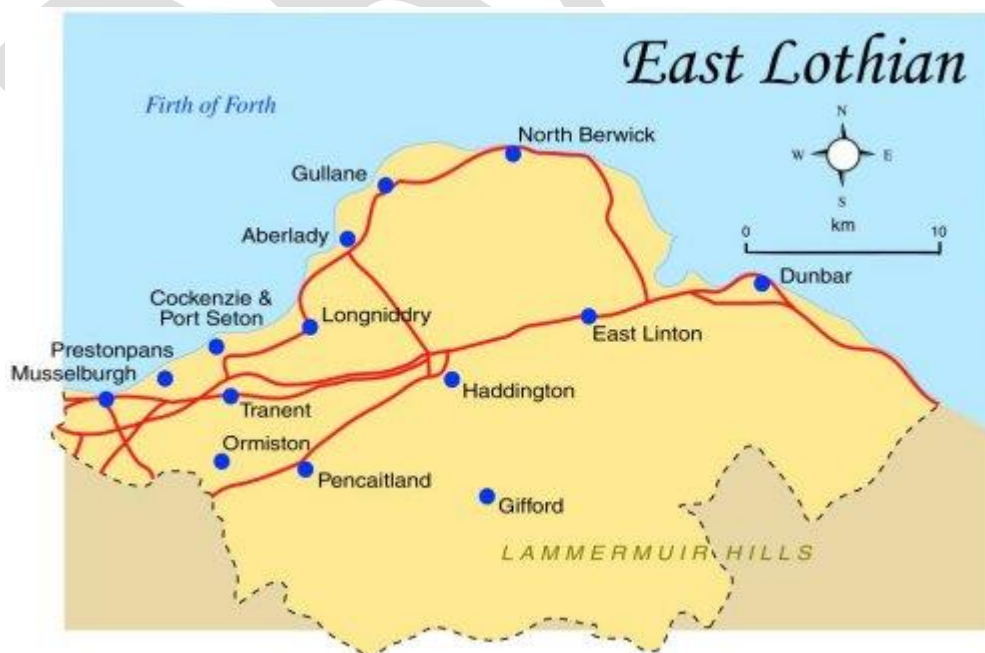 East Lothian
Firth of Forth
N
W
E
S
km
0
10
North Berwick
Gullane
Aberlady
Dunbar
Cockenzie &
Port Seton
Longniddry
East Linton
Prestonpans
Musselburgh
Haddington
Tranent
Ormiston
Pencaitland
Gifford
LAMMERMUIR HILLS